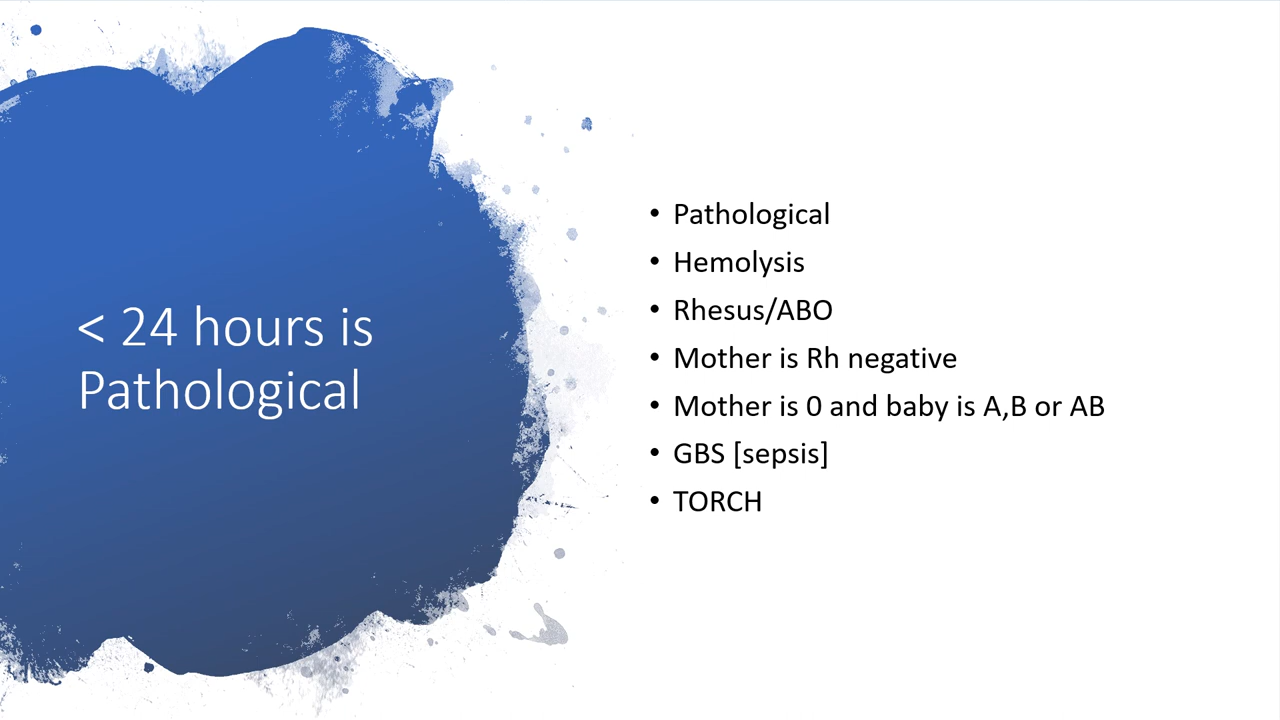 < 24 hours is
Pathological
• Pathological
• Hemolysis
• Rhesus/ABO
• Mother is Rh negative
• Mother is 0 and baby is A,B or AB
• GBS [sepsis]
• TORCH